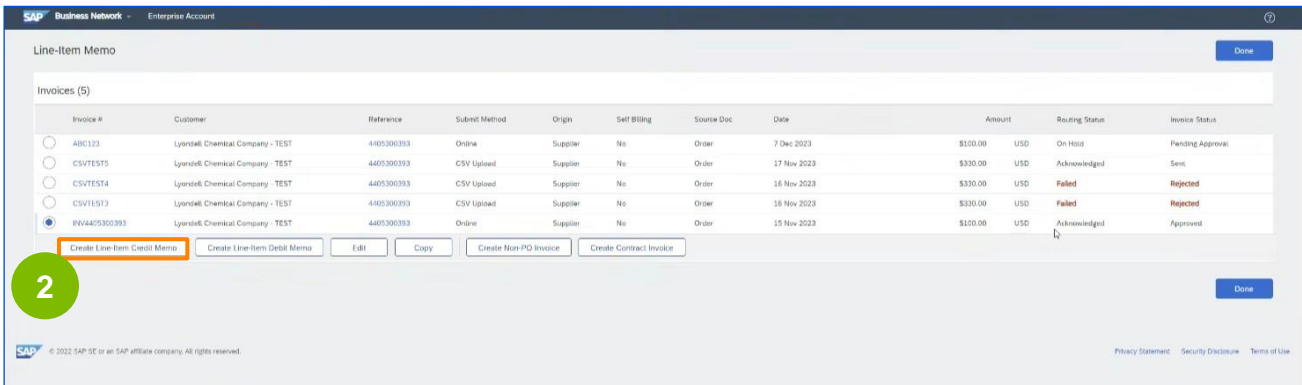 SAP Business Network Enterprise Account
Line-Item Memo Done
Invoices (5)
Invoice # Customer Reference Submit Method Origin Self Billing Source Doc Date Amount Routing Status Invoice Status
ABC123 Lyondell Chemical Company - TEST 4405300393 Online Supplier No Order 7 Dec 2023 $100.00 USD On Hold Pending Approval
CSVTEST5 Lyondell Chemical Company - TEST 4405300393 CSV Upload Supplier No Order 17 Nov 2023 $330.00 USD Acknowledged Sent
CSVTEST4 Lyondell Chemical Company - TEST 4405300393 CSV Upload Supplier No Order 16 Nov 2023 $330.00 USD Failed Rejected
CSVTEST3 Lyondell Chemical Company - TEST 4405300393 CSV Upload Supplier No Order 16 Nov 2023 $330.00 USD Failed Rejected
INV4405300393 Lyondell Chemical Company - TEST 4405300393 Online Supplier No Order 15 Nov 2023 $100.00 USD Acknowledged Approved
Create Line-Item Credit Memo Create Line-Item Debit Memo Edit Copy Create Non-PO Invoice Create Contract Invoice
2
Done
SAP © 2022 SAP SE or an SAP affiliate company. All rights reserved. Privacy Statement Security Disclosure Terms of Use